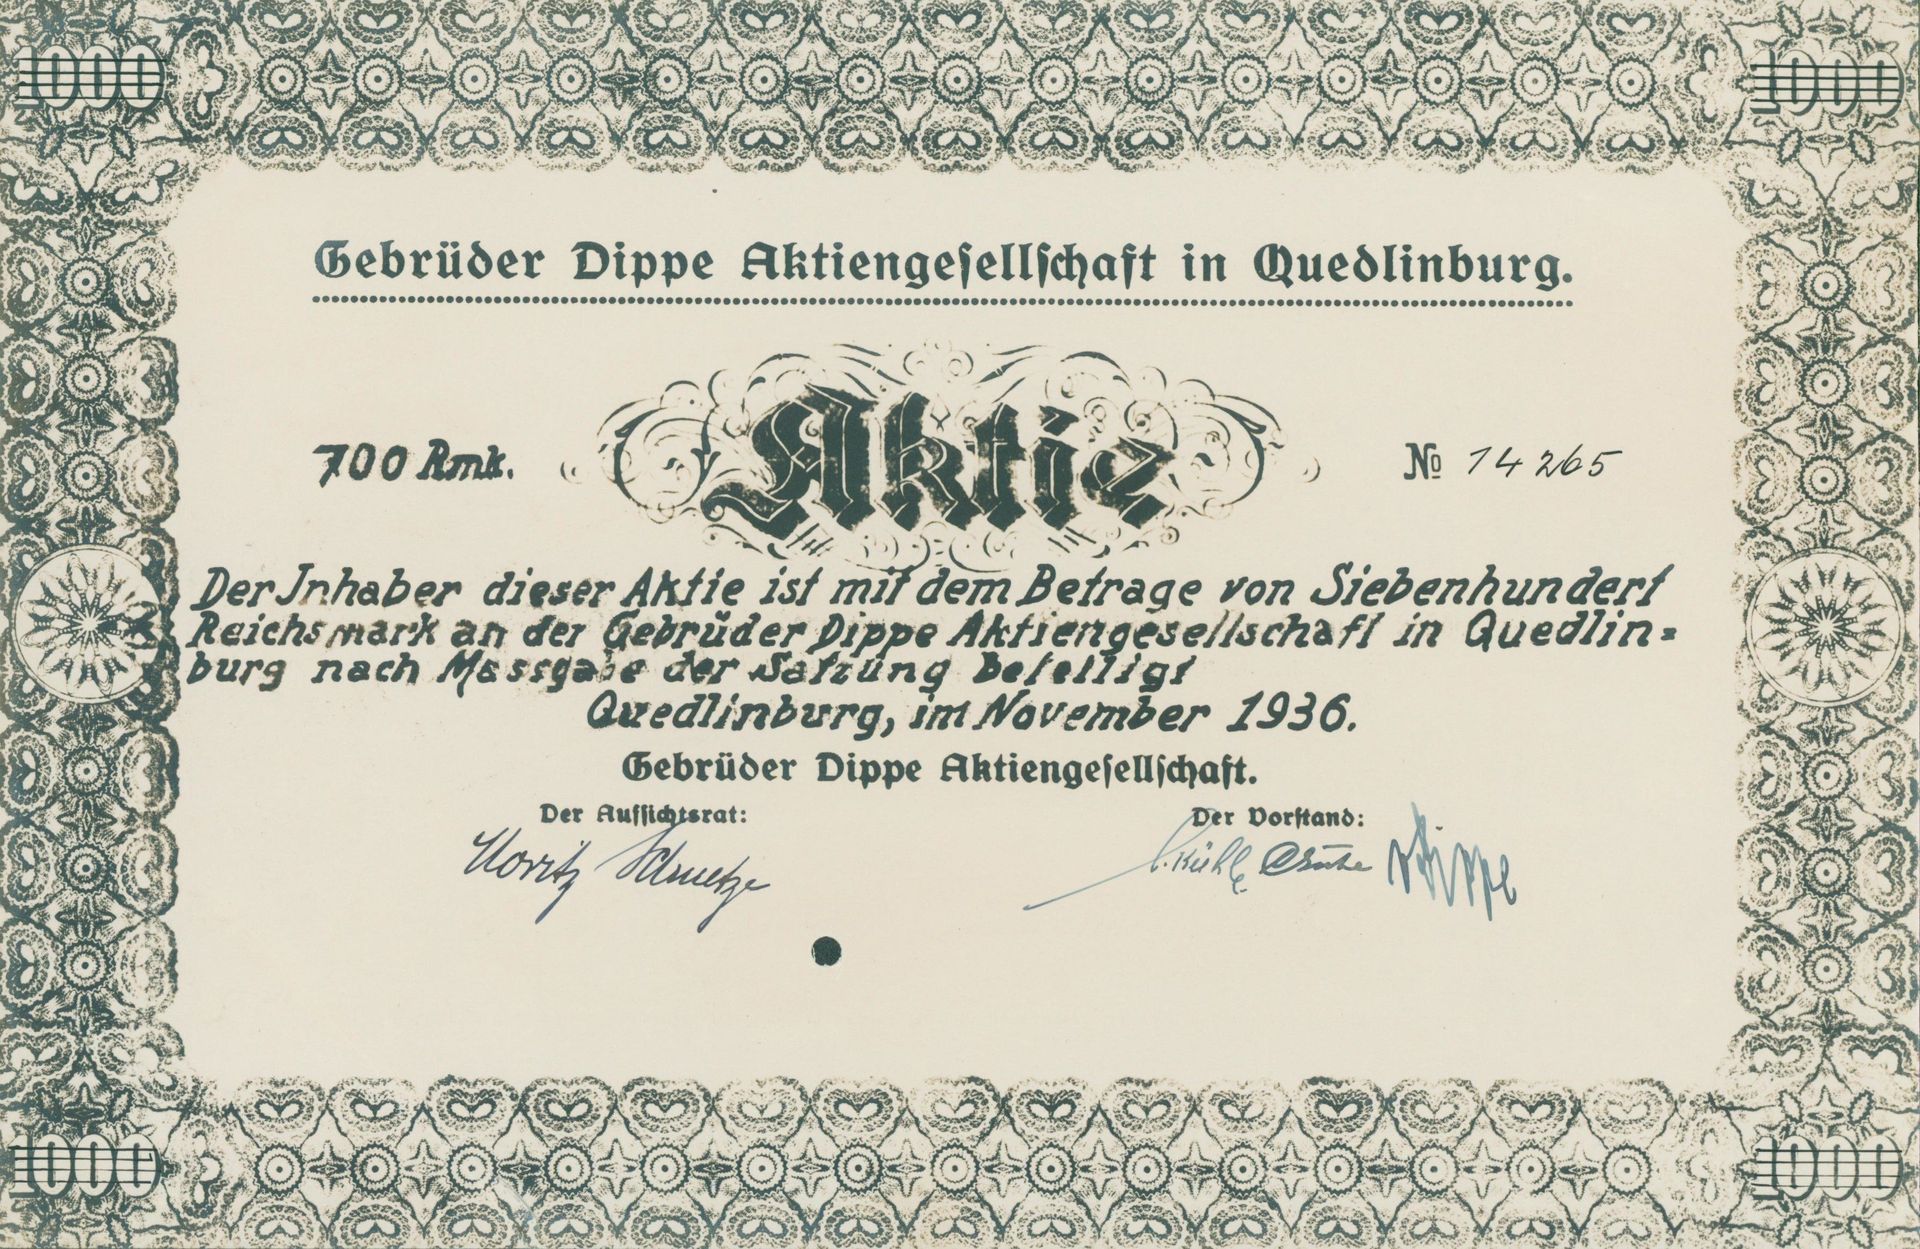 1000 1000
Gebrüder Dippe Aktiengesellschaft in Quedlinburg.
700 Rmk. Aktie № 14265
Der Inhaber dieser Aktie ist mit dem Betrage von Siebenhundert
Reichsmark an der Gebrüder Dippe Aktiengesellschaft in Quedlin=
burg nach Massgabe der Satzung beteiligt
Quedlinburg, im November 1936.
Gebrüder Dippe Aktiengesellschaft.
Der Aufsichtsrat: Der Vorstand:
Moritz Dippe
1000 1000